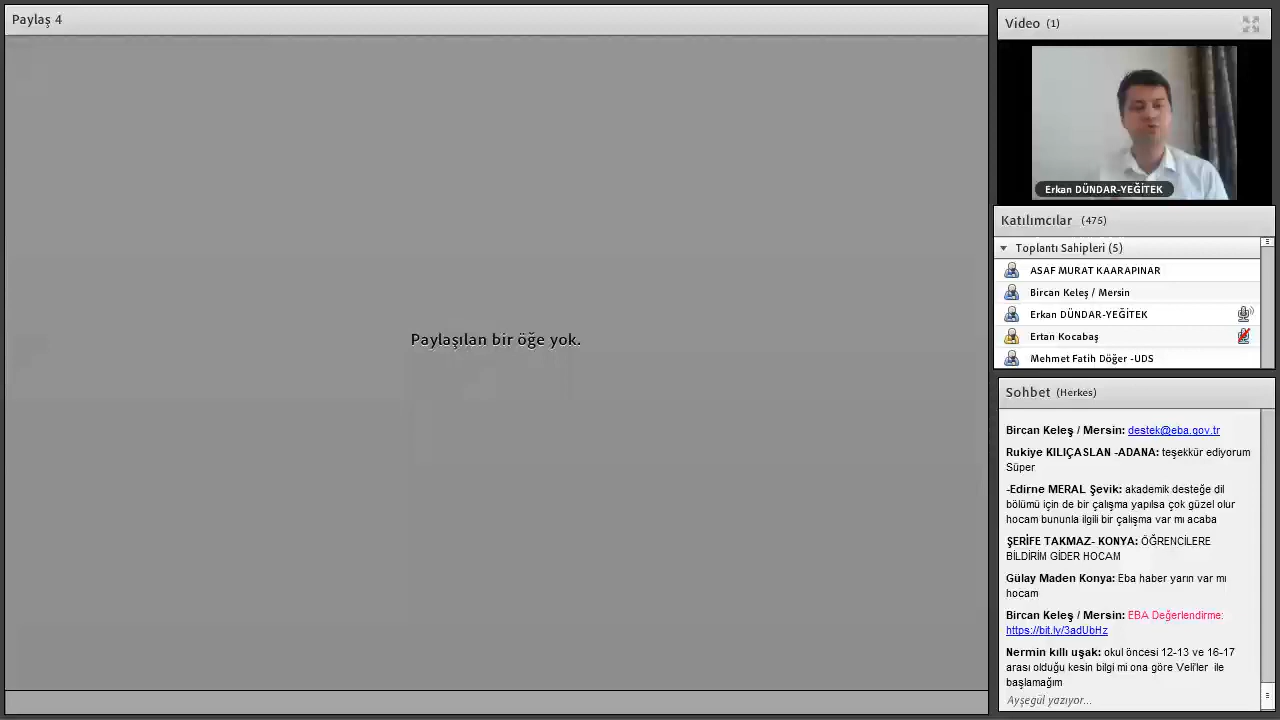 Paylaş 4
Paylaşılan bir öğe yok.
Video (1)
Erkan DÜNDAR-YEĞİTEK
Katılımcılar (475)
Toplantı Sahipleri (5)
ASAF MURAT KAARAPINAR
Bircan Keleş / Mersin
Erkan DÜNDAR-YEĞİTEK
Ertan Kocabaş
Mehmet Fatih Döğer -UDS
Sohbet (Herkes)
Bircan Keleş / Mersin: destek@eba.gov.tr
Rukiye KILIÇASLAN -ADANA: teşekkür ediyorum
Süper
-Edirne MERAL Şevik: akademik desteğe dil
bölümü için de bir çalışma yapılsa çok güzel olur
hocam bununla ilgili bir çalışma var mı acaba
ŞERİFE TAKMAZ- KONYA: ÖĞRENCİLERE
BİLDİRİM GİDER HOCAM
Gülay Maden Konya: Eba haber yarın var mı
hocam
Bircan Keleş / Mersin: EBA Değerlendirme:
https://bit.ly/3adUbHz
Nermin kıllı uşak: okul öncesi 12-13 ve 16-17
arası olduğu kesin bilgi mi ona göre Veli'ler ile
başlamağım
Ayşegül yazıyor...